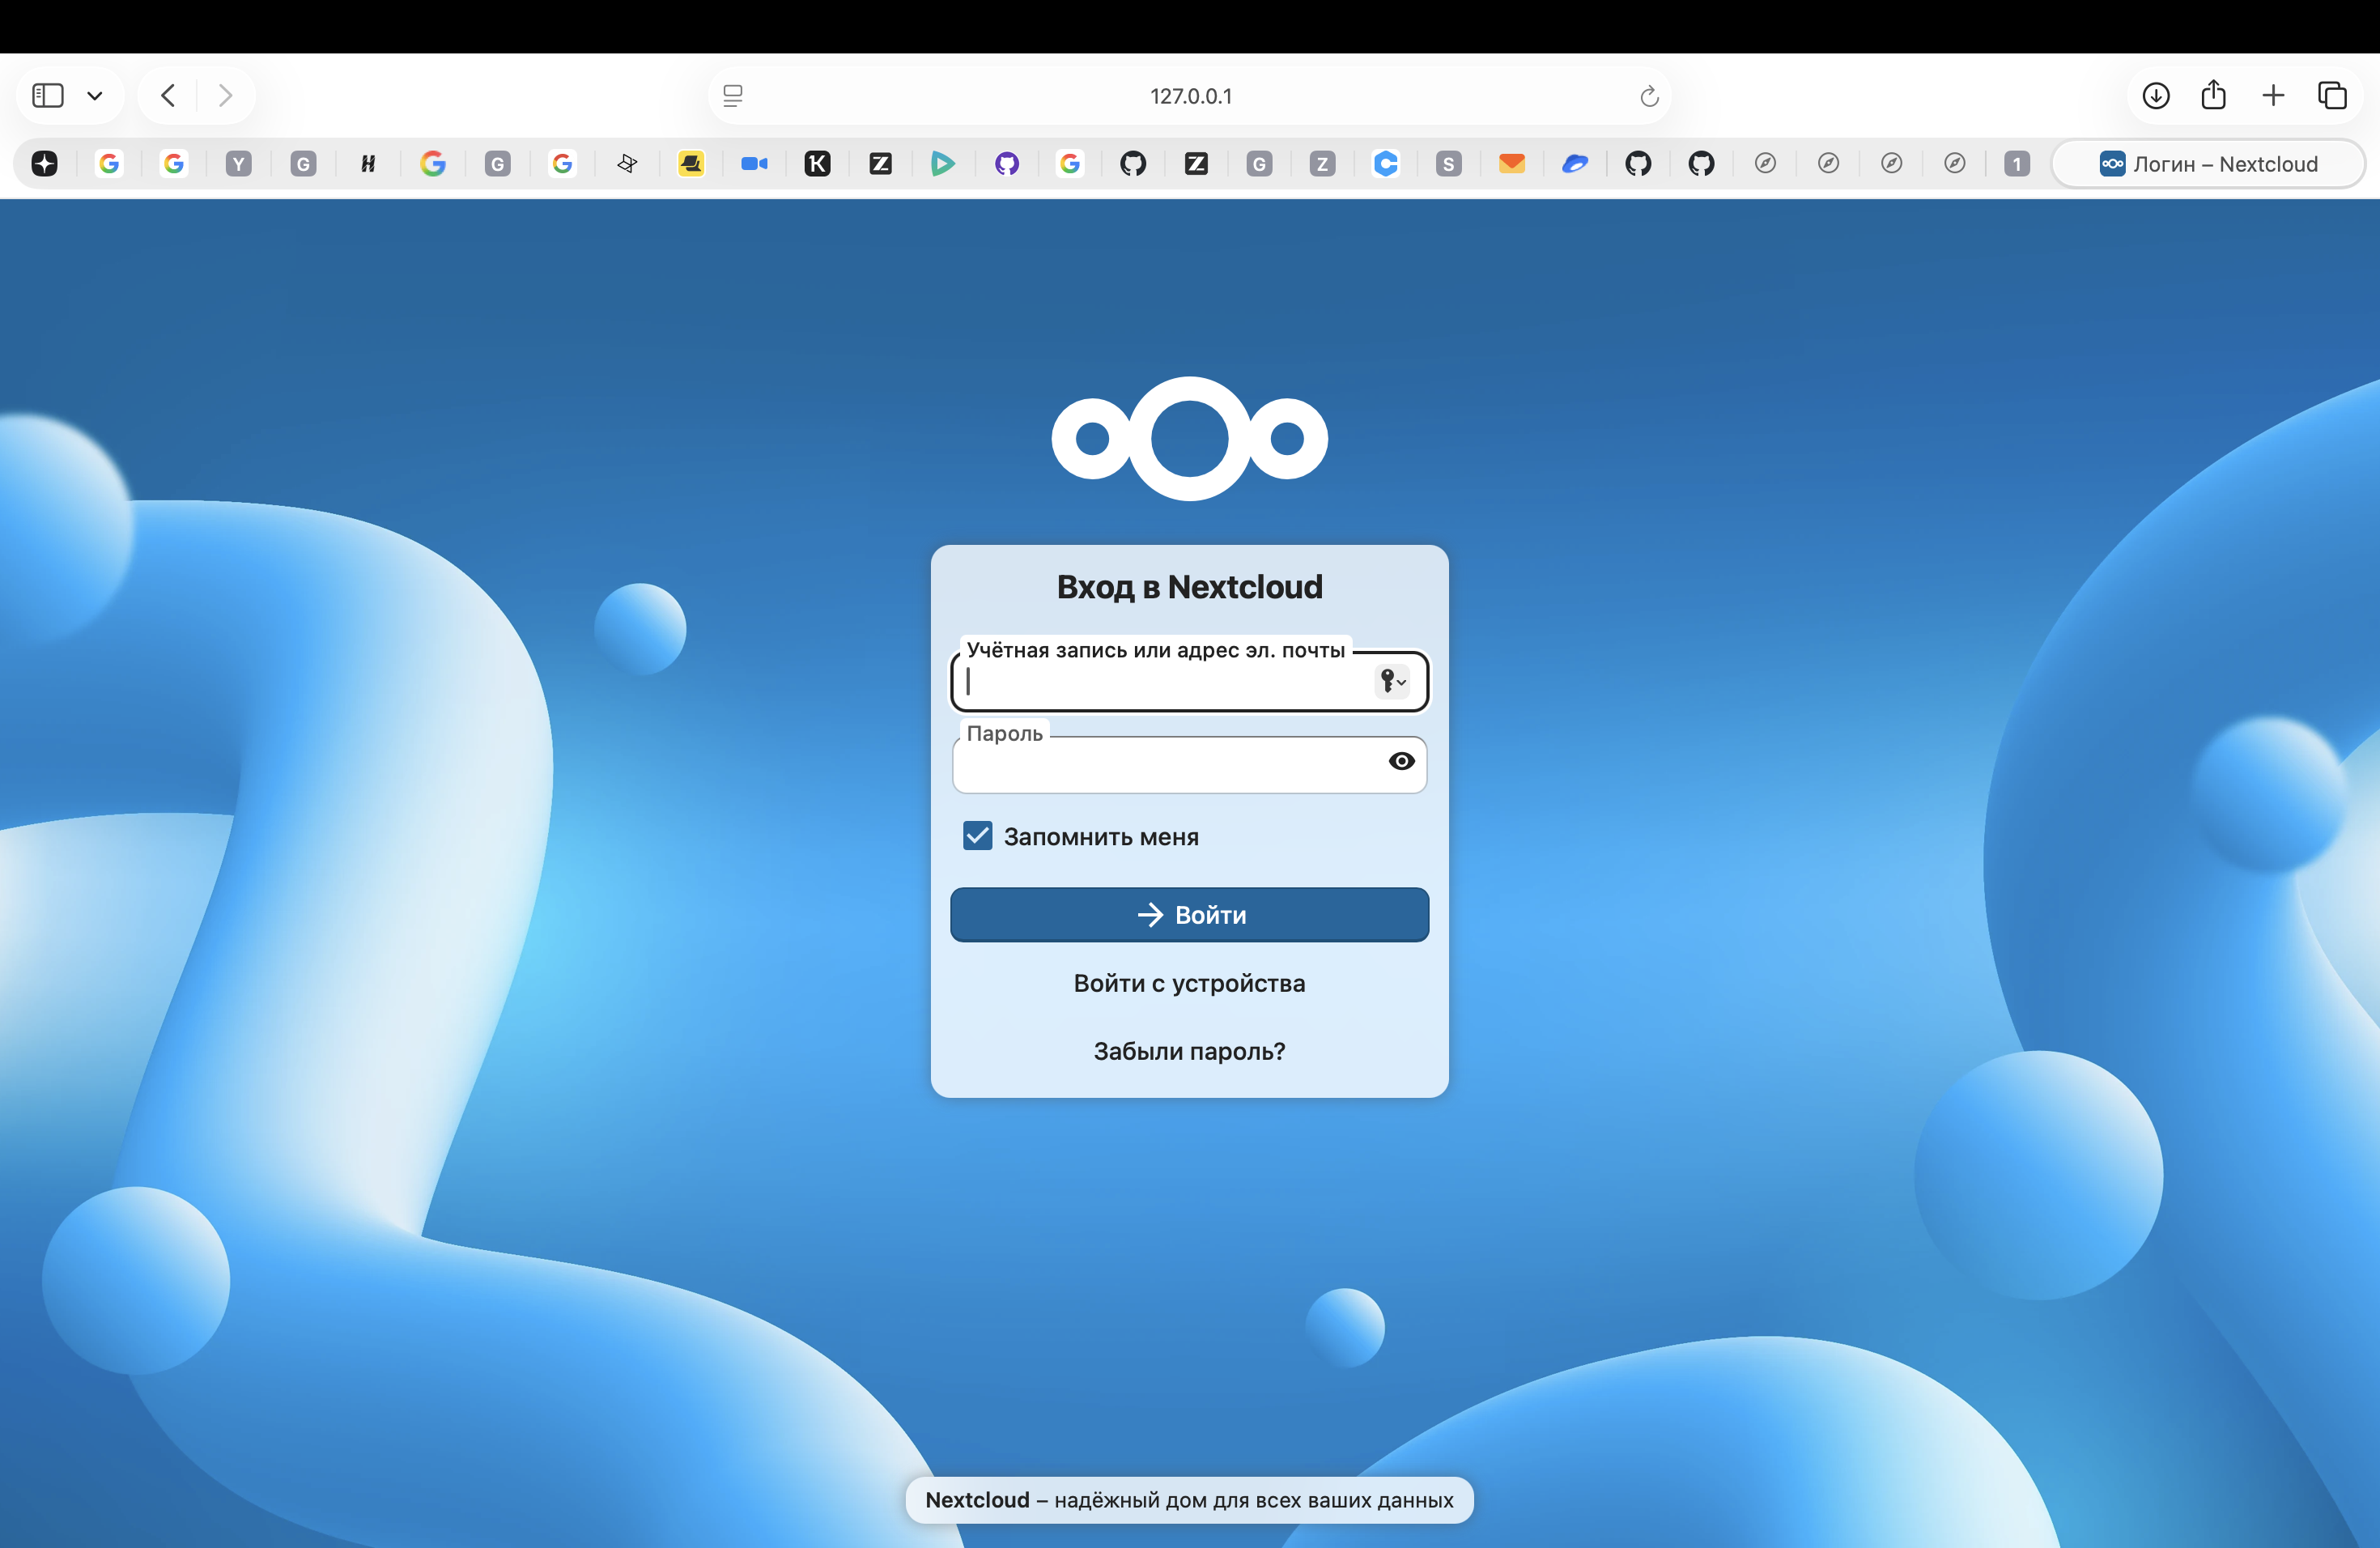 127.0.0.1
Y G G G Z S 1 Логин – Nextcloud
Вход в Nextcloud
Учётная запись или адрес эл. почты
Пароль
Запомнить меня
Войти
Войти с устройства
Забыли пароль?
Nextcloud – надёжный дом для всех ваших данных